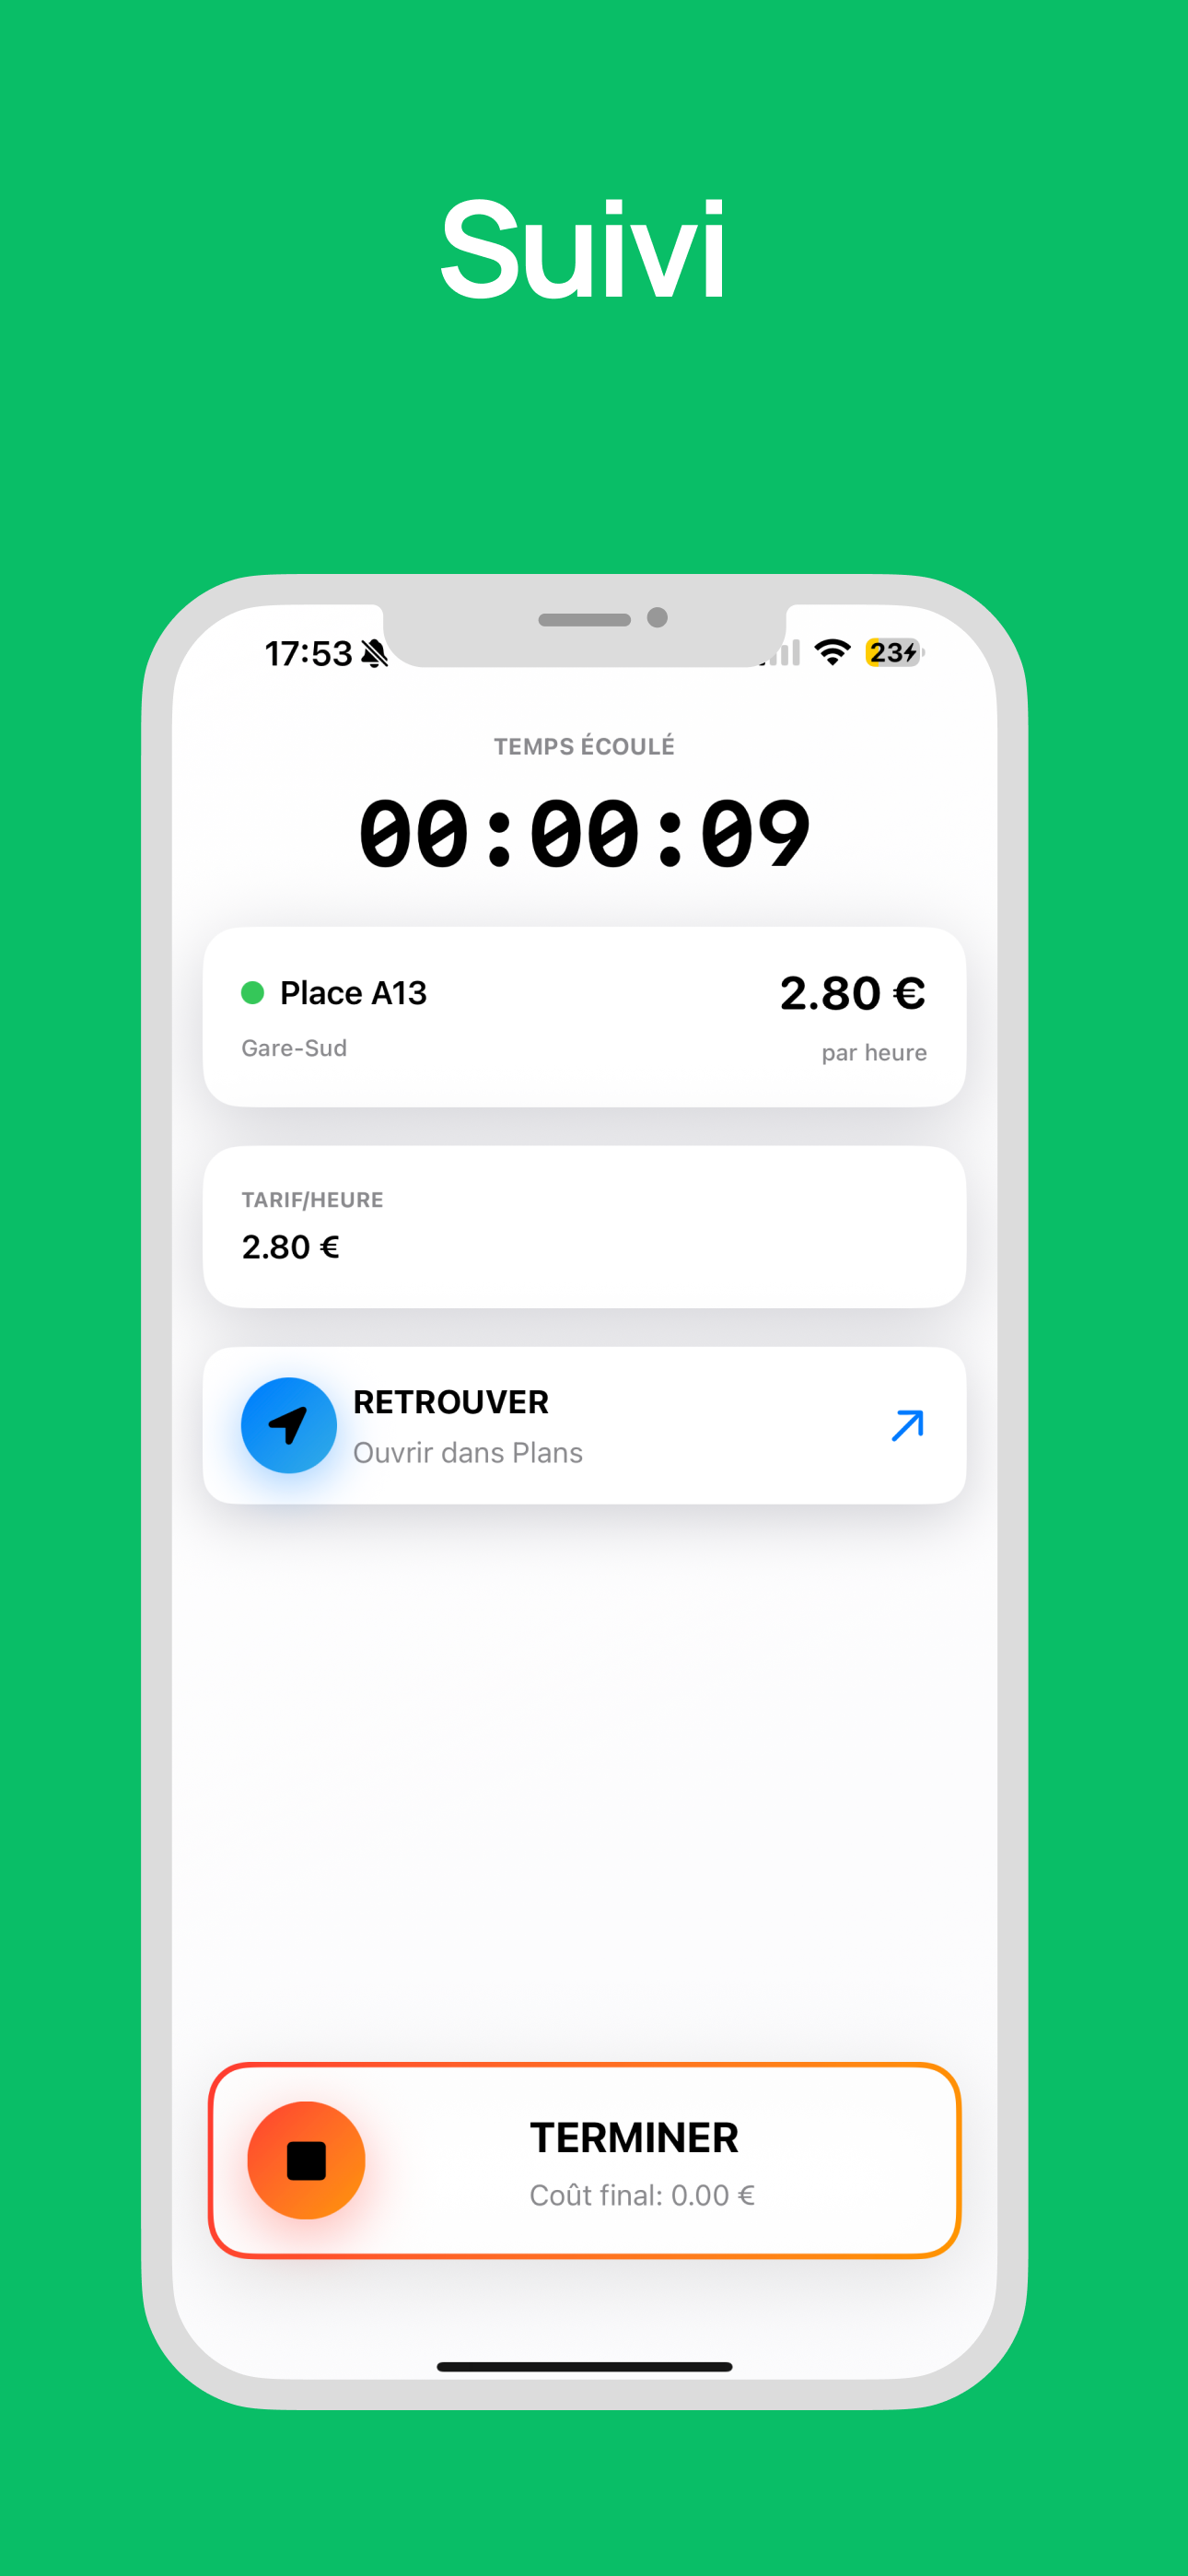 Suivi
17:53
23
TEMPS ÉCOULÉ
00:00:09
Place A13
2.80 €
Gare-Sud
par heure
TARIF/HEURE
2.80 €
RETROUVER
Ouvrir dans Plans
TERMINER
Coût final: 0.00 €